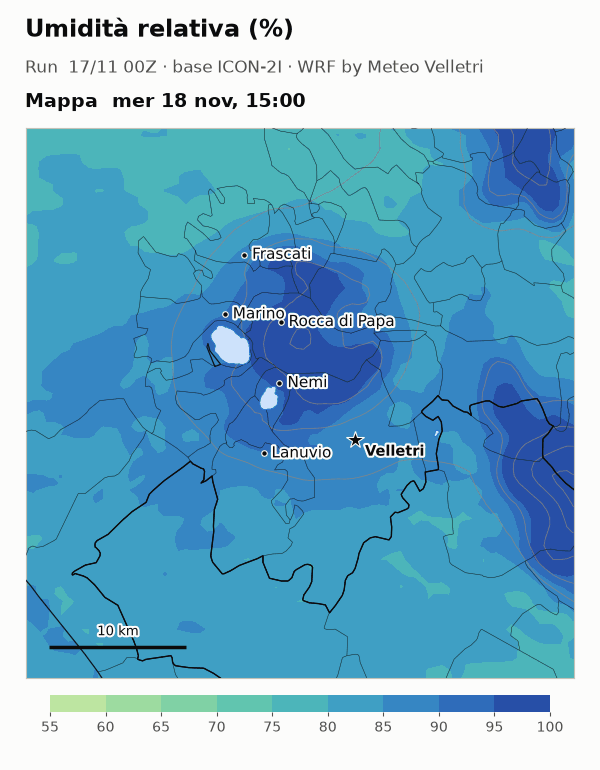 Umidità relativa (%)
Run  17/11 00Z · base ICON-2I · WRF by Meteo Velletri
Mappa  mer 18 nov, 15:00
Frascati
Marino
Rocca di Papa
Nemi
Velletri
Lanuvio
10 km
55 60 65 70 75 80 85 90 95 100